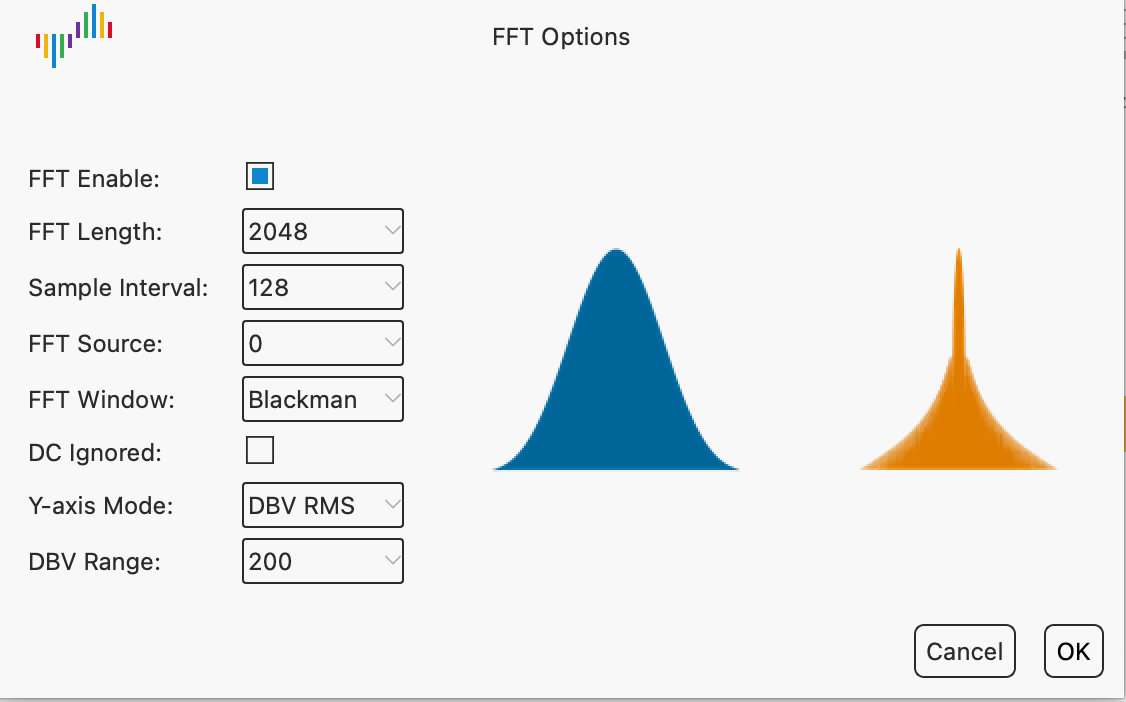 FFT Options
FFT Enable:
FFT Length: 2048
Sample Interval: 128
FFT Source: 0
FFT Window: Blackman
DC Ignored:
Y-axis Mode: DBV RMS
DBV Range: 200
Cancel OK